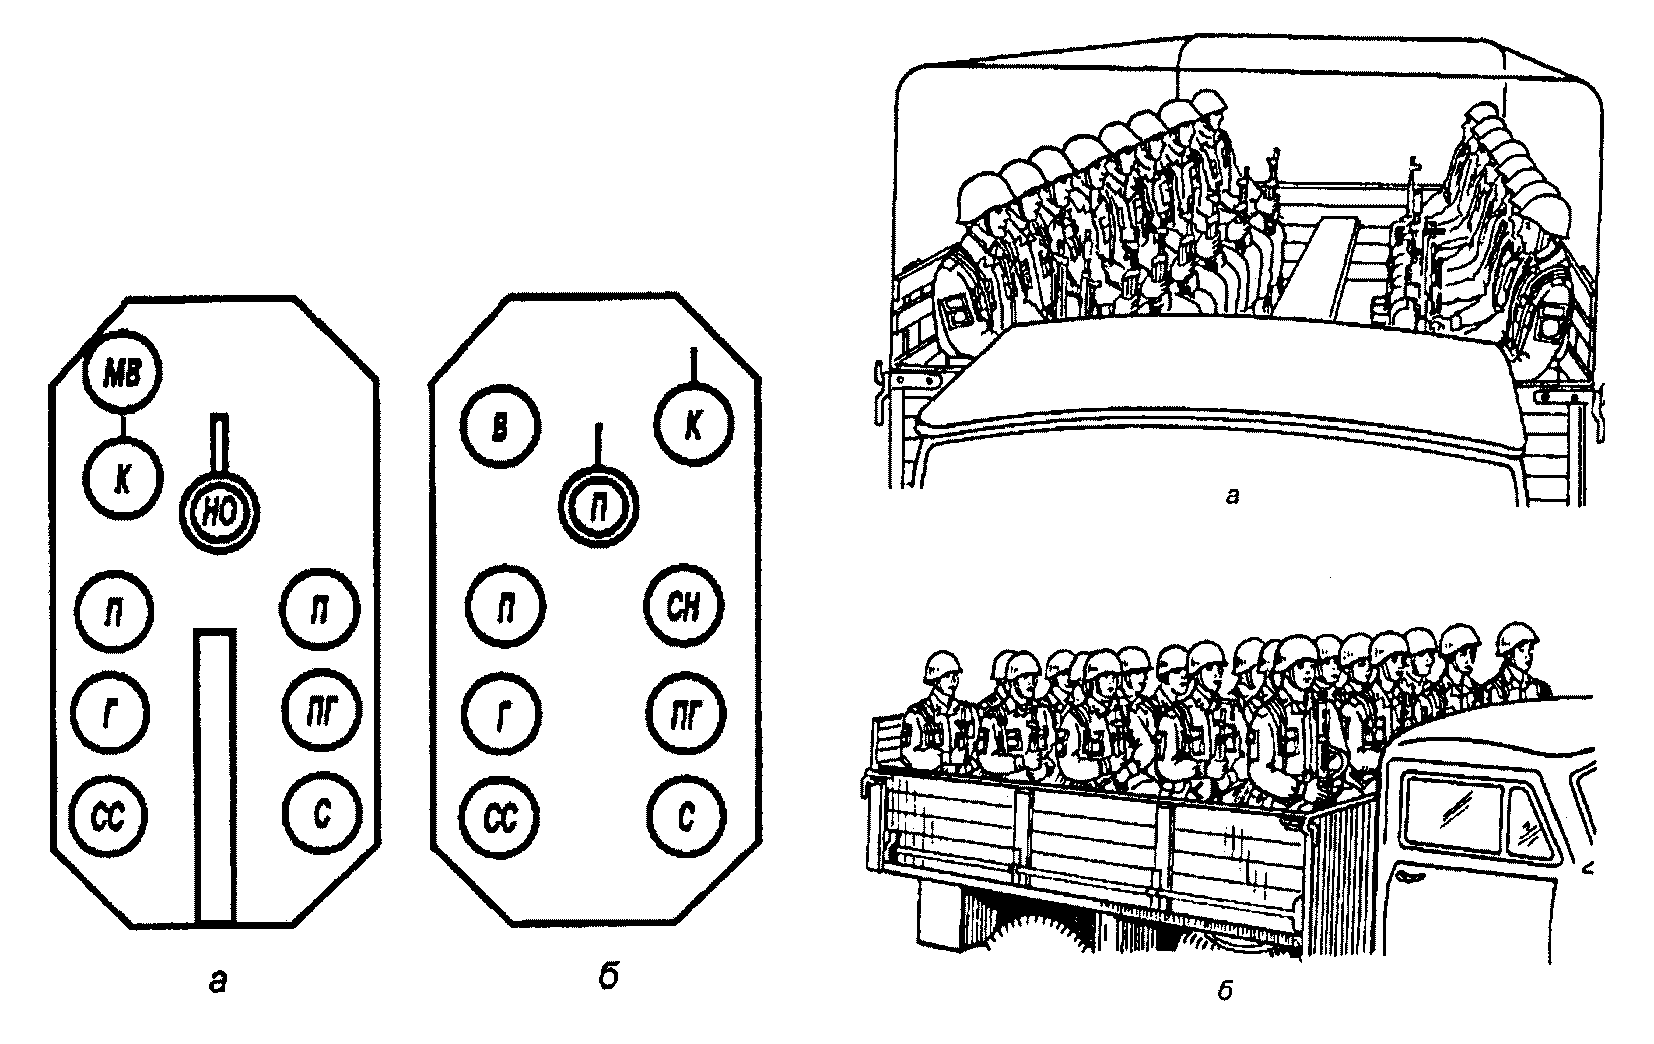 МВ
К
НО
П П
Г ПГ
СС С
а
В К
П
П СН
Г ПГ
СС С
б
а
б